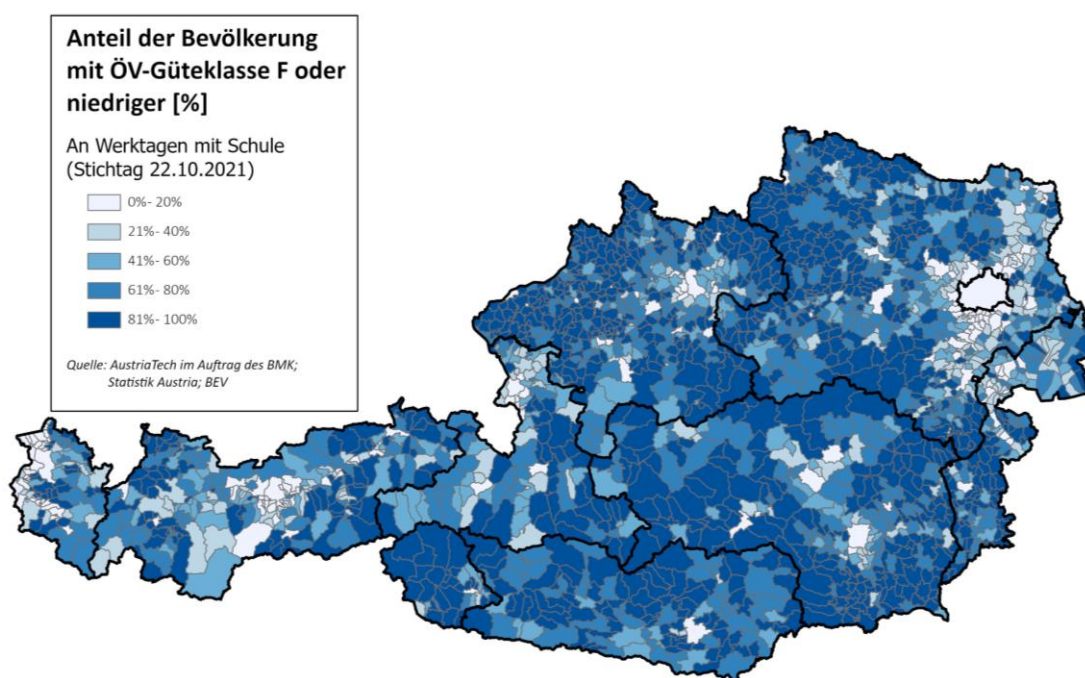 Anteil der Bevölkerung
mit ÖV-Güteklasse F oder
niedriger [%]
An Werktagen mit Schule
(Stichtag 22.10.2021)
0%- 20%
21%- 40%
41%- 60%
61%- 80%
81%- 100%
Quelle: AustriaTech im Auftrag des BMK;
Statistik Austria; BEV